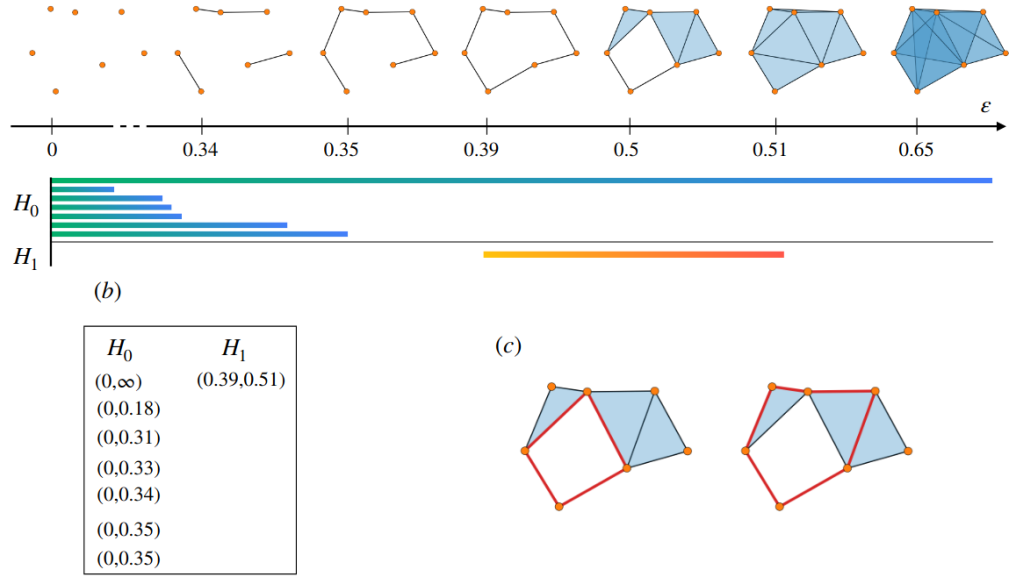 ε
0 0.34 0.35 0.39 0.5 0.51 0.65
H₀
H₁
(b)
(c)
H₀ H₁
(0,∞) (0.39,0.51)
(0,0.18)
(0,0.31)
(0,0.33)
(0,0.34)
(0,0.35)
(0,0.35)